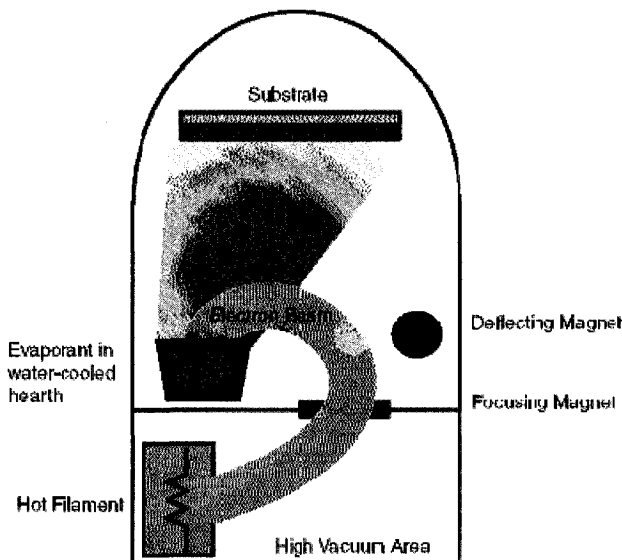 Substrate
Electron Beam
Deflecting Magnet
Evaporant in
water-cooled
hearth
Focusing Magnet
Hot Filament
High Vacuum Area